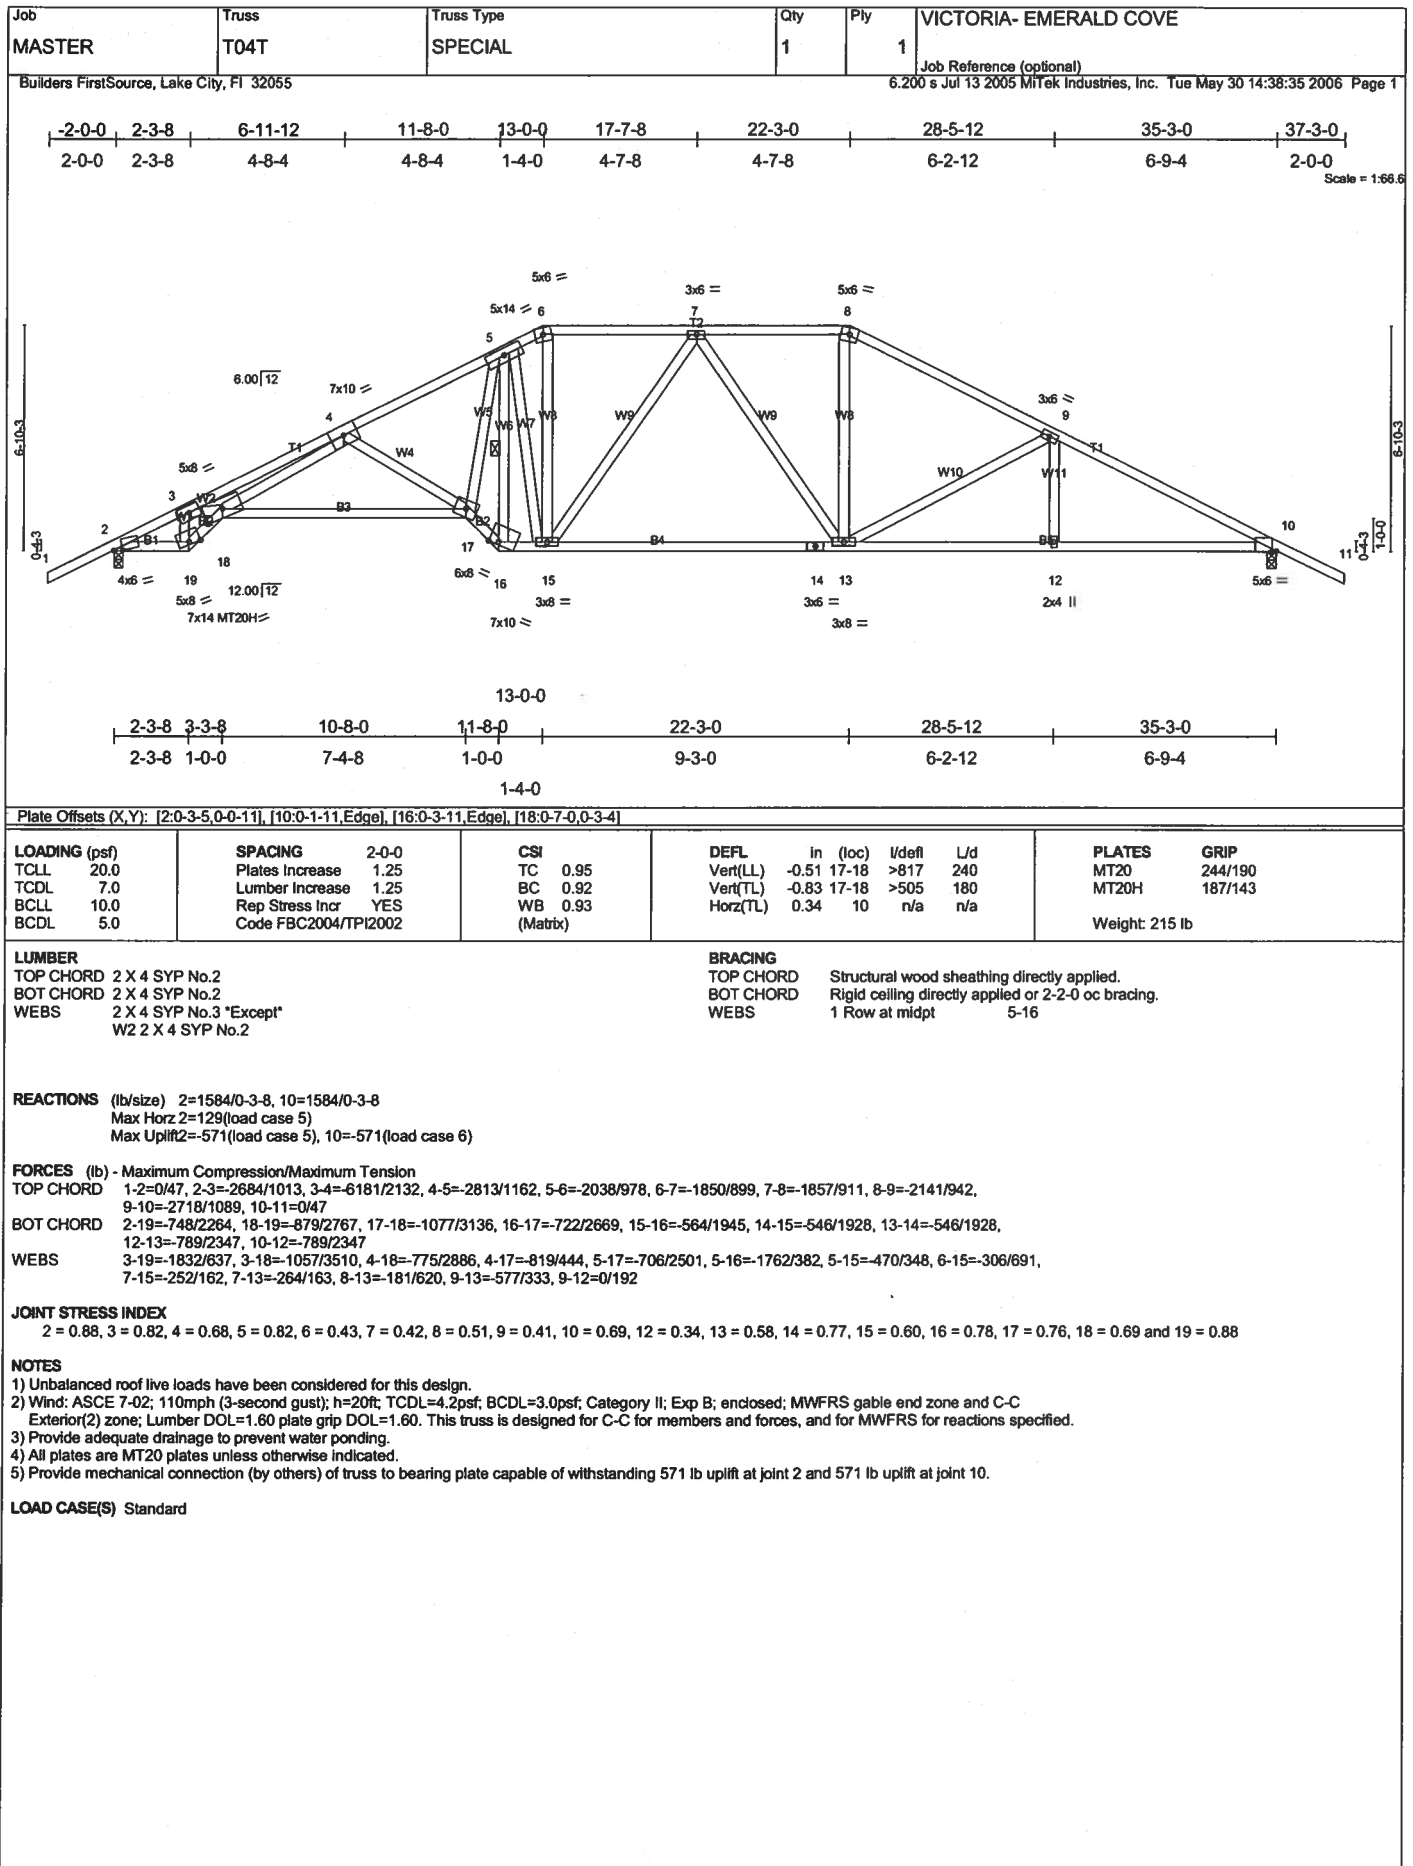 Job Truss Truss Type Qty Ply VICTORIA- EMERALD COVE
MASTER T04T SPECIAL 1 1
Job Reference (optional)
Builders FirstSource, Lake City, Fl 32055 6.200 s Jul 13 2005 MiTek Industries, Inc. Tue May 30 14:38:35 2006 Page 1
-2-0-0 2-3-8 6-11-12 11-8-0 13-0-0 17-7-8 22-3-0 28-5-12 35-3-0 37-3-0
2-0-0 2-3-8 4-8-4 4-8-4 1-4-0 4-7-8 4-7-8 6-2-12 6-9-4 2-0-0
Scale = 1:66.6
5x6 =
3x6 = 5x6 =
5x14 = 6 7 8
T2
5
6.00 12
7x10 =
4
3x6 =
9
6-10-3 6-10-3
W5 W6 W7 W8 W9 W9 W8
T1 W4 T1
5x8 =
3 W2 W10 W11
W1 B3
2 B2 10
B1 B4 B5
0-4-3 1 11 0-4-3 1-0-0
4x6 = 19 18 17 16 15 14 13 12 5x6 =
5x8 = 12.00 12 6x8 = 3x8 = 3x6 = 2x4 II
7x14 MT20H= 7x10 = 3x8 =
13-0-0
2-3-8 3-3-8 10-8-0 11-8-0 22-3-0 28-5-12 35-3-0
2-3-8 1-0-0 7-4-8 1-0-0 9-3-0 6-2-12 6-9-4
1-4-0
Plate Offsets (X,Y): [2:0-3-5,0-0-11], [10:0-1-11,Edge], [16:0-3-11,Edge], [18:0-7-0,0-3-4]
LOADING (psf) SPACING 2-0-0 CSI DEFL in (loc) l/defl L/d PLATES GRIP
TCLL 20.0 Plates Increase 1.25 TC 0.95 Vert(LL) -0.51 17-18 >817 240 MT20 244/190
TCDL 7.0 Lumber Increase 1.25 BC 0.92 Vert(TL) -0.83 17-18 >505 180 MT20H 187/143
BCLL 10.0 Rep Stress Incr YES WB 0.93 Horz(TL) 0.34 10 n/a n/a
BCDL 5.0 Code FBC2004/TPI2002 (Matrix) Weight: 215 lb
LUMBER BRACING
TOP CHORD 2 X 4 SYP No.2 TOP CHORD Structural wood sheathing directly applied.
BOT CHORD 2 X 4 SYP No.2 BOT CHORD Rigid ceiling directly applied or 2-2-0 oc bracing.
WEBS 2 X 4 SYP No.3 *Except* WEBS 1 Row at midpt 5-16
W2 2 X 4 SYP No.2
REACTIONS (lb/size) 2=1584/0-3-8, 10=1584/0-3-8
Max Horz 2=129(load case 5)
Max Uplift2=-571(load case 5), 10=-571(load case 6)
FORCES (lb) - Maximum Compression/Maximum Tension
TOP CHORD 1-2=0/47, 2-3=-2684/1013, 3-4=-6181/2132, 4-5=-2813/1162, 5-6=-2038/978, 6-7=-1850/899, 7-8=-1857/911, 8-9=-2141/942,
9-10=-2718/1089, 10-11=0/47
BOT CHORD 2-19=-748/2264, 18-19=-879/2767, 17-18=-1077/3136, 16-17=-722/2669, 15-16=-564/1945, 14-15=-546/1928, 13-14=-546/1928,
12-13=-789/2347, 10-12=-789/2347
WEBS 3-19=-1832/637, 3-18=-1057/3510, 4-18=-775/2886, 4-17=-819/444, 5-17=-706/2501, 5-16=-1762/382, 5-15=-470/348, 6-15=-306/691,
7-15=-252/162, 7-13=-264/163, 8-13=-181/620, 9-13=-577/333, 9-12=0/192
JOINT STRESS INDEX
2 = 0.88, 3 = 0.82, 4 = 0.68, 5 = 0.82, 6 = 0.43, 7 = 0.42, 8 = 0.51, 9 = 0.41, 10 = 0.69, 12 = 0.34, 13 = 0.58, 14 = 0.77, 15 = 0.60, 16 = 0.78, 17 = 0.76, 18 = 0.69 and 19 = 0.88
NOTES
1) Unbalanced roof live loads have been considered for this design.
2) Wind: ASCE 7-02; 110mph (3-second gust); h=20ft; TCDL=4.2psf; BCDL=3.0psf; Category II; Exp B; enclosed; MWFRS gable end zone and C-C
Exterior(2) zone; Lumber DOL=1.60 plate grip DOL=1.60. This truss is designed for C-C for members and forces, and for MWFRS for reactions specified.
3) Provide adequate drainage to prevent water ponding.
4) All plates are MT20 plates unless otherwise indicated.
5) Provide mechanical connection (by others) of truss to bearing plate capable of withstanding 571 lb uplift at joint 2 and 571 lb uplift at joint 10.
LOAD CASE(S) Standard